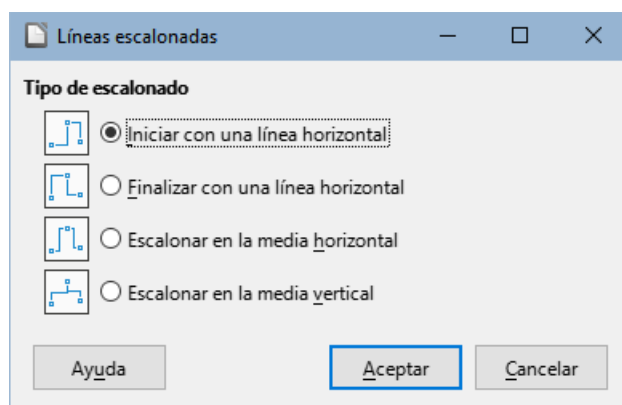 Líneas escalonadas
Tipo de escalonado
Iniciar con una línea horizontal
Finalizar con una línea horizontal
Escalonar en la media horizontal
Escalonar en la media vertical
Ayuda Aceptar Cancelar